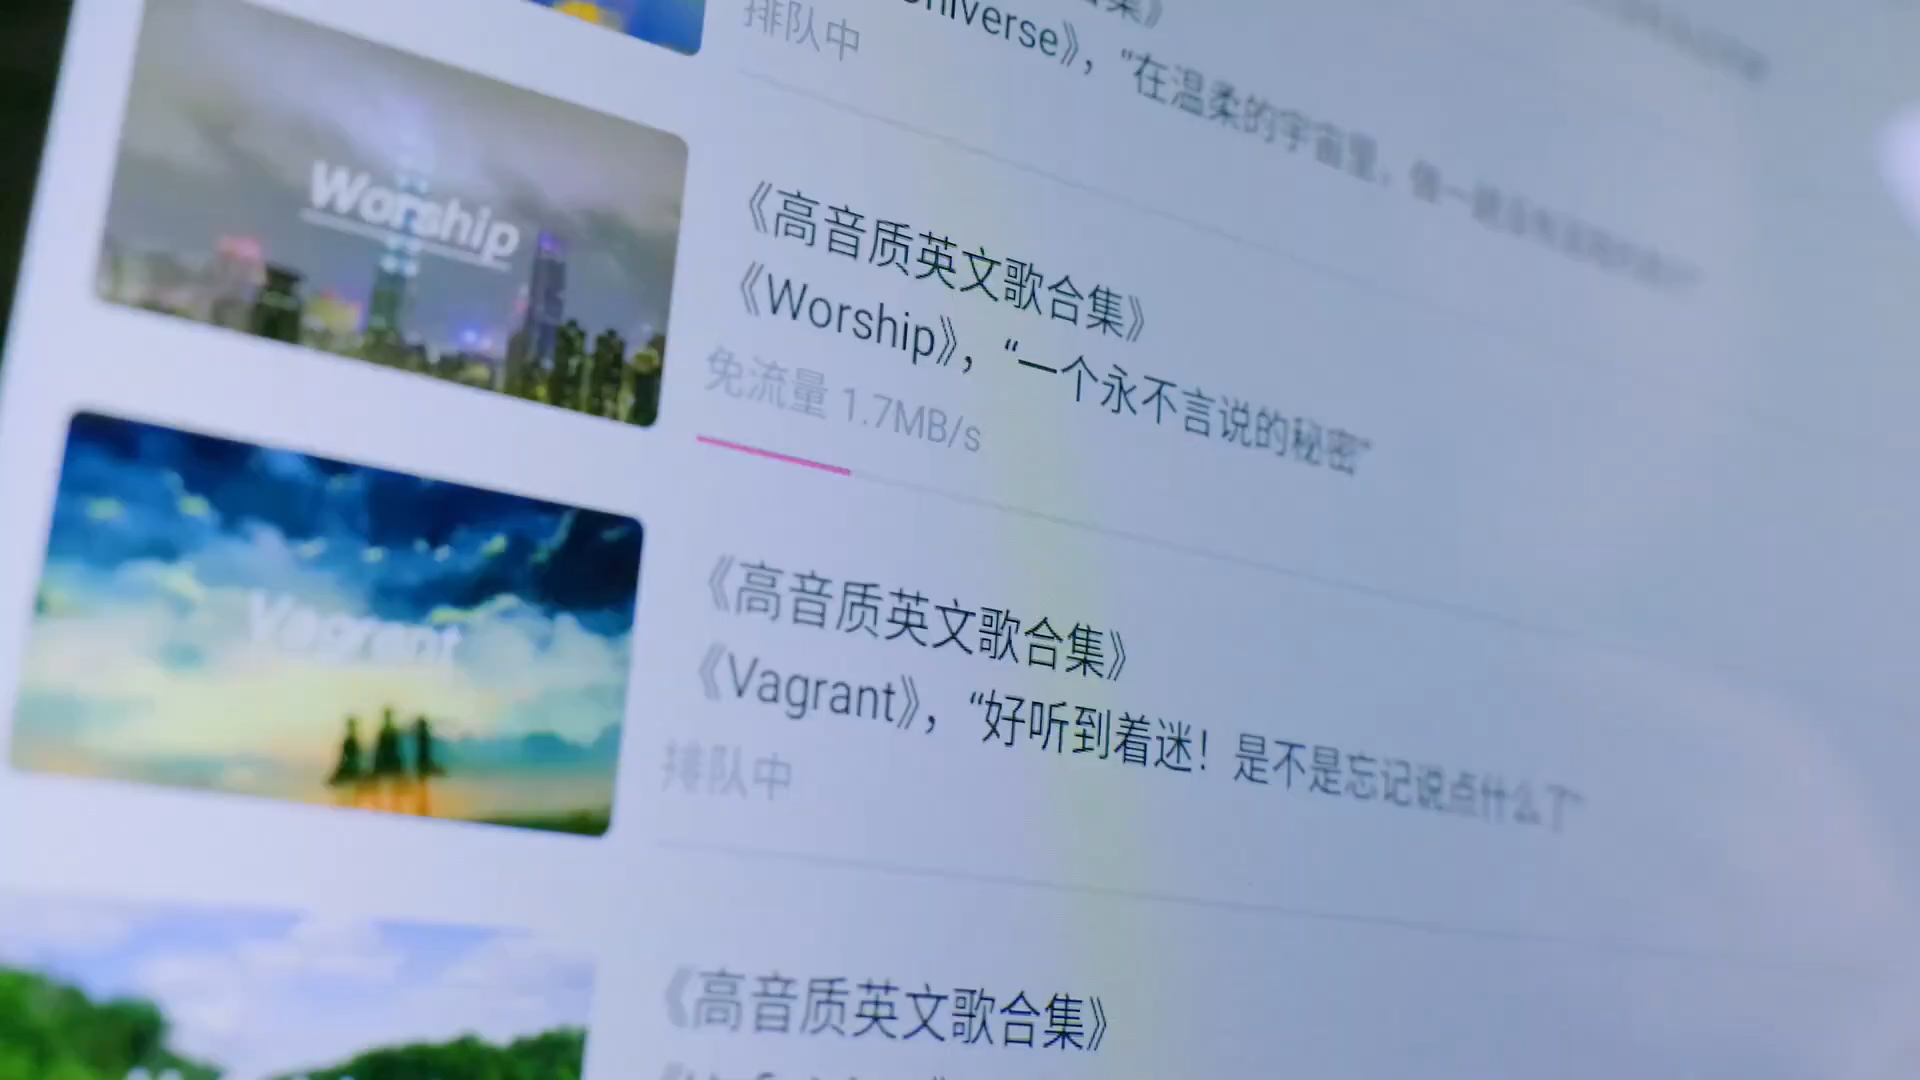 排队中
Universe》，“在温柔的宇宙里，
Worship
《高音质英文歌合集》
《Worship》，“一个永不言说的秘密”
免流量 1.7MB/s
Vagrant
《高音质英文歌合集》
《Vagrant》，“好听到着迷！是不是忘记说点什么了”
排队中
《高音质英文歌合集》